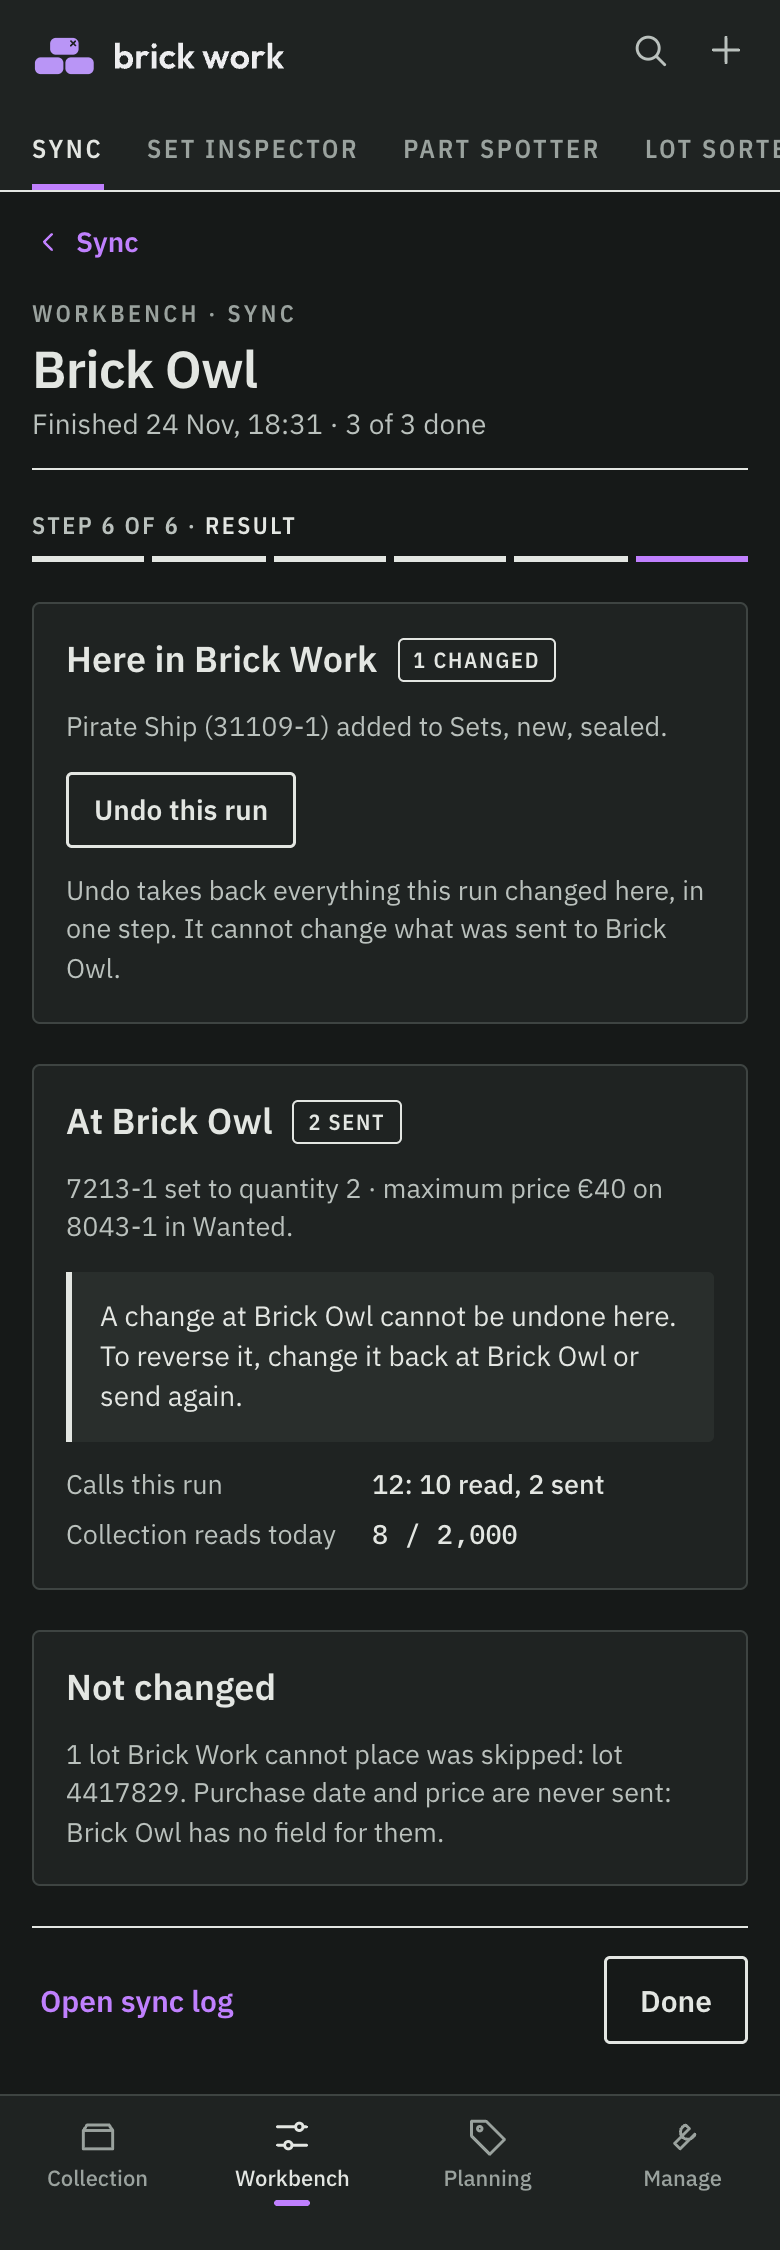 brick work
SYNC SET INSPECTOR PART SPOTTER LOT SORTE
Sync
WORKBENCH · SYNC
Brick Owl
Finished 24 Nov, 18:31 · 3 of 3 done
STEP 6 OF 6 · RESULT
Here in Brick Work 1 CHANGED
Pirate Ship (31109-1) added to Sets, new, sealed.
Undo this run
Undo takes back everything this run changed here, in
one step. It cannot change what was sent to Brick
Owl.
At Brick Owl 2 SENT
7213-1 set to quantity 2 · maximum price €40 on
8043-1 in Wanted.
A change at Brick Owl cannot be undone here.
To reverse it, change it back at Brick Owl or
send again.
Calls this run 12: 10 read, 2 sent
Collection reads today 8 / 2,000
Not changed
1 lot Brick Work cannot place was skipped: lot
4417829. Purchase date and price are never sent:
Brick Owl has no field for them.
Open sync log Done
Collection Workbench Planning Manage